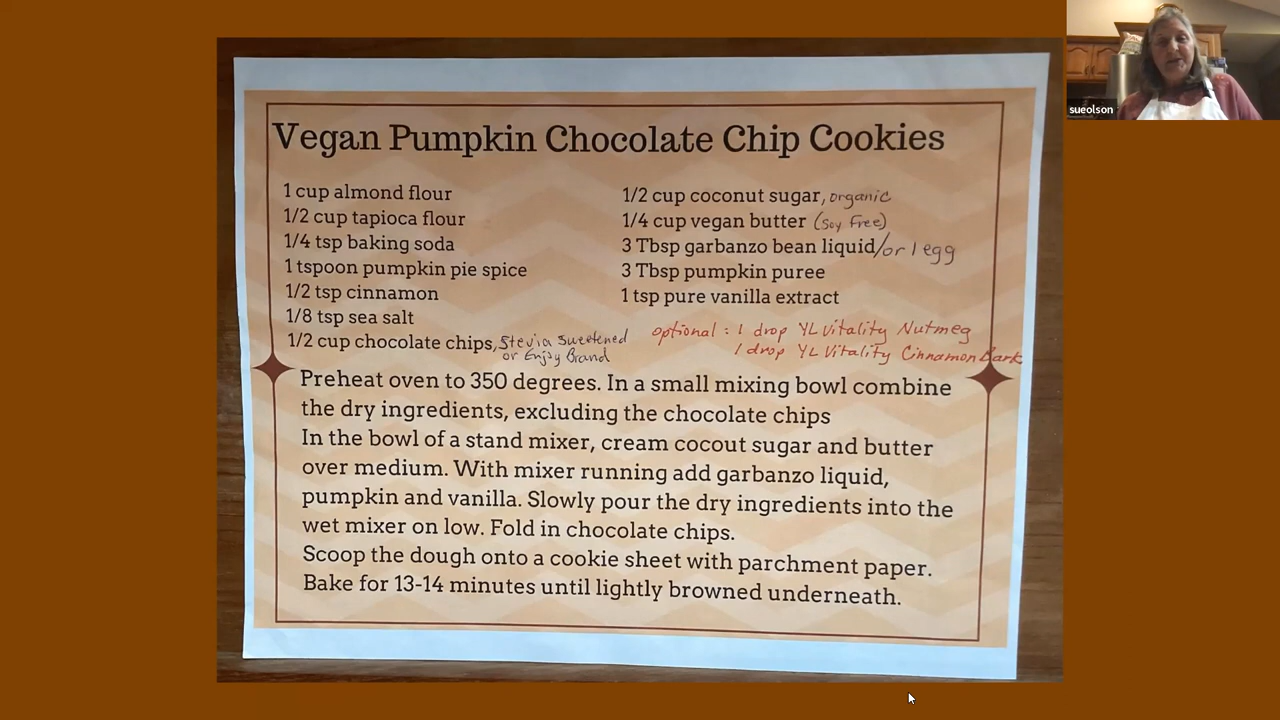 Vegan Pumpkin Chocolate Chip Cookies
1 cup almond flour
1/2 cup tapioca flour
1/4 tsp baking soda
1 tspoon pumpkin pie spice
1/2 tsp cinnamon
1/8 tsp sea salt
1/2 cup chocolate chips, Stevia Sweetened
or Enjoy Brand
1/2 cup coconut sugar, organic
1/4 cup vegan butter (Soy Free)
3 Tbsp garbanzo bean liquid/or 1 egg
3 Tbsp pumpkin puree
1 tsp pure vanilla extract
optional : 1 drop YL Vitality Nutmeg
1 drop YL Vitality Cinnamon Bark
Preheat oven to 350 degrees. In a small mixing bowl combine
the dry ingredients, excluding the chocolate chips
In the bowl of a stand mixer, cream cocout sugar and butter
over medium. With mixer running add garbanzo liquid,
pumpkin and vanilla. Slowly pour the dry ingredients into the
wet mixer on low. Fold in chocolate chips.
Scoop the dough onto a cookie sheet with parchment paper.
Bake for 13-14 minutes until lightly browned underneath.
sueolson